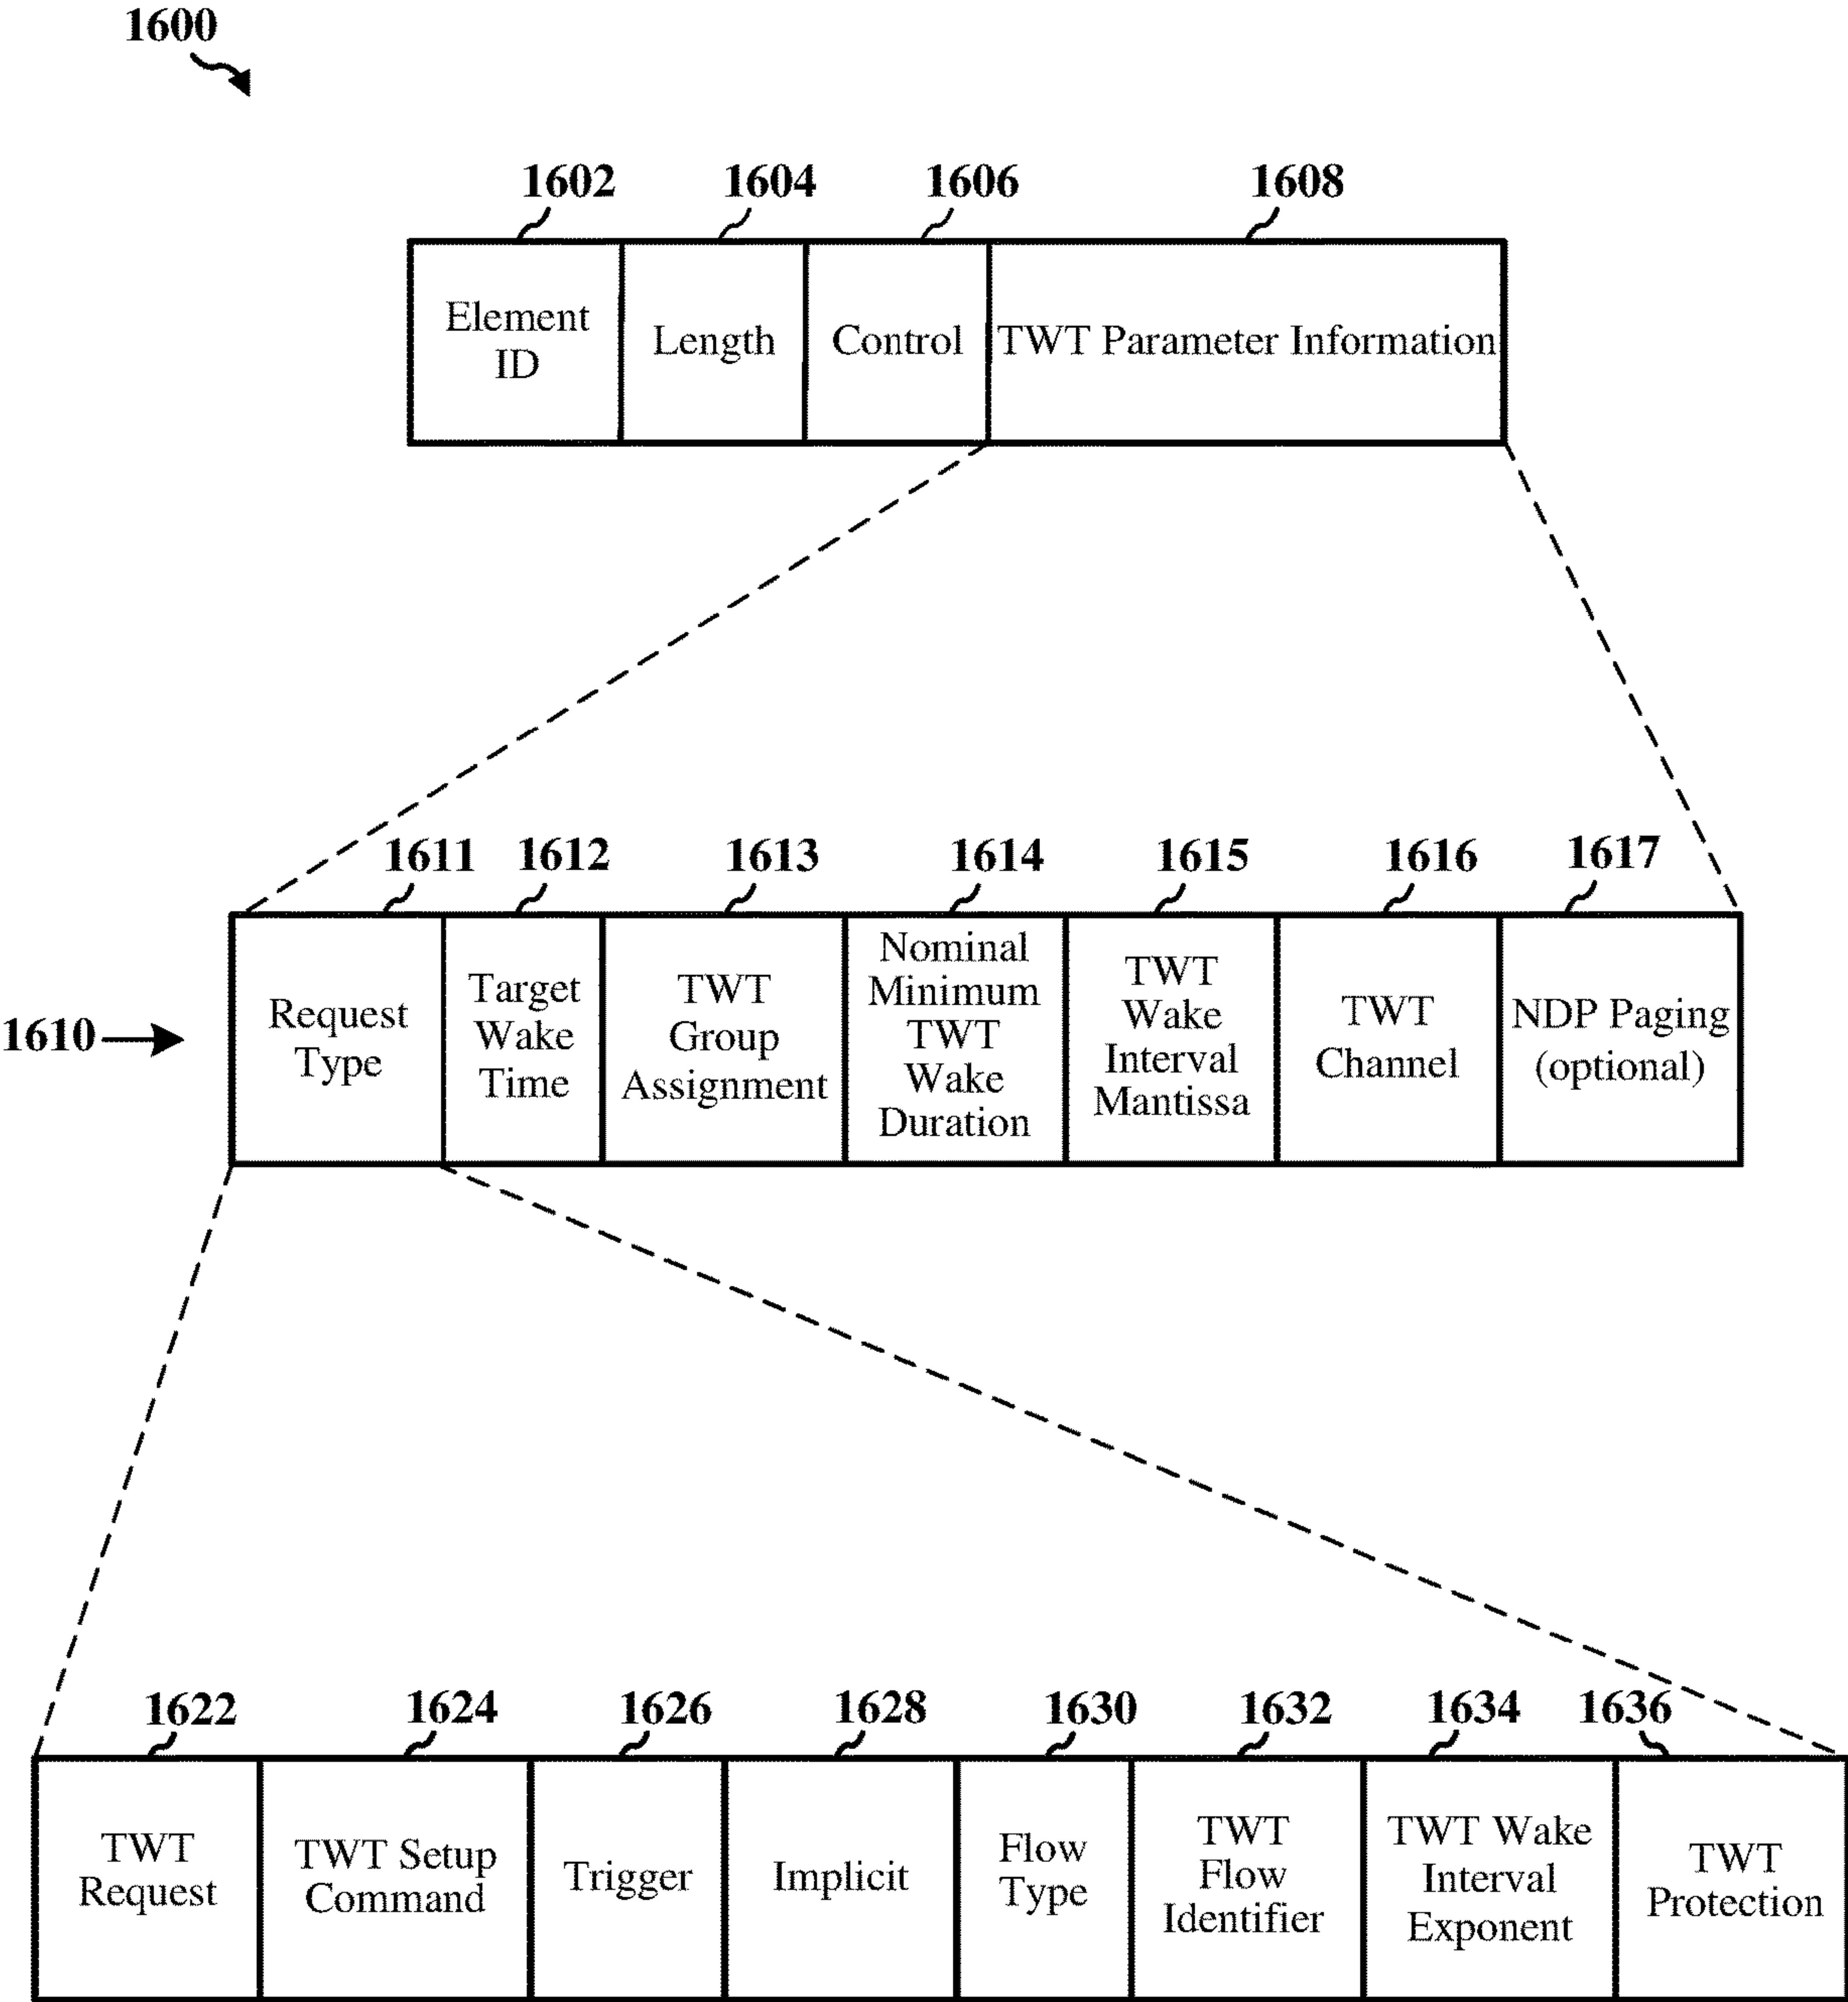 1600
1602 1604 1606 1608
Element
ID
Length
Control
TWT Parameter Information
1611 1612 1613 1614 1615 1616 1617
1610
Request
Type
Target
Wake
Time
TWT
Group
Assignment
Nominal
Minimum
TWT
Wake
Duration
TWT
Wake
Interval
Mantissa
TWT
Channel
NDP Paging
(optional)
1622 1624 1626 1628 1630 1632 1634 1636
TWT
Request
TWT Setup
Command
Trigger
Implicit
Flow
Type
TWT
Flow
Identifier
TWT Wake
Interval
Exponent
TWT
Protection